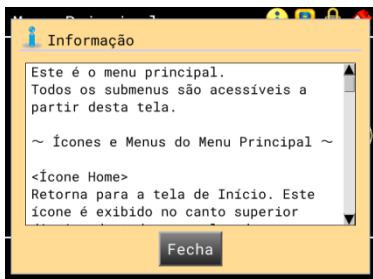 Informação
Este é o menu principal.
Todos os submenus são acessíveis a
partir desta tela.
~ Ícones e Menus do Menu Principal ~
<Ícone Home>
Retorna para a tela de Início. Este
ícone é exibido no canto superior
Fecha